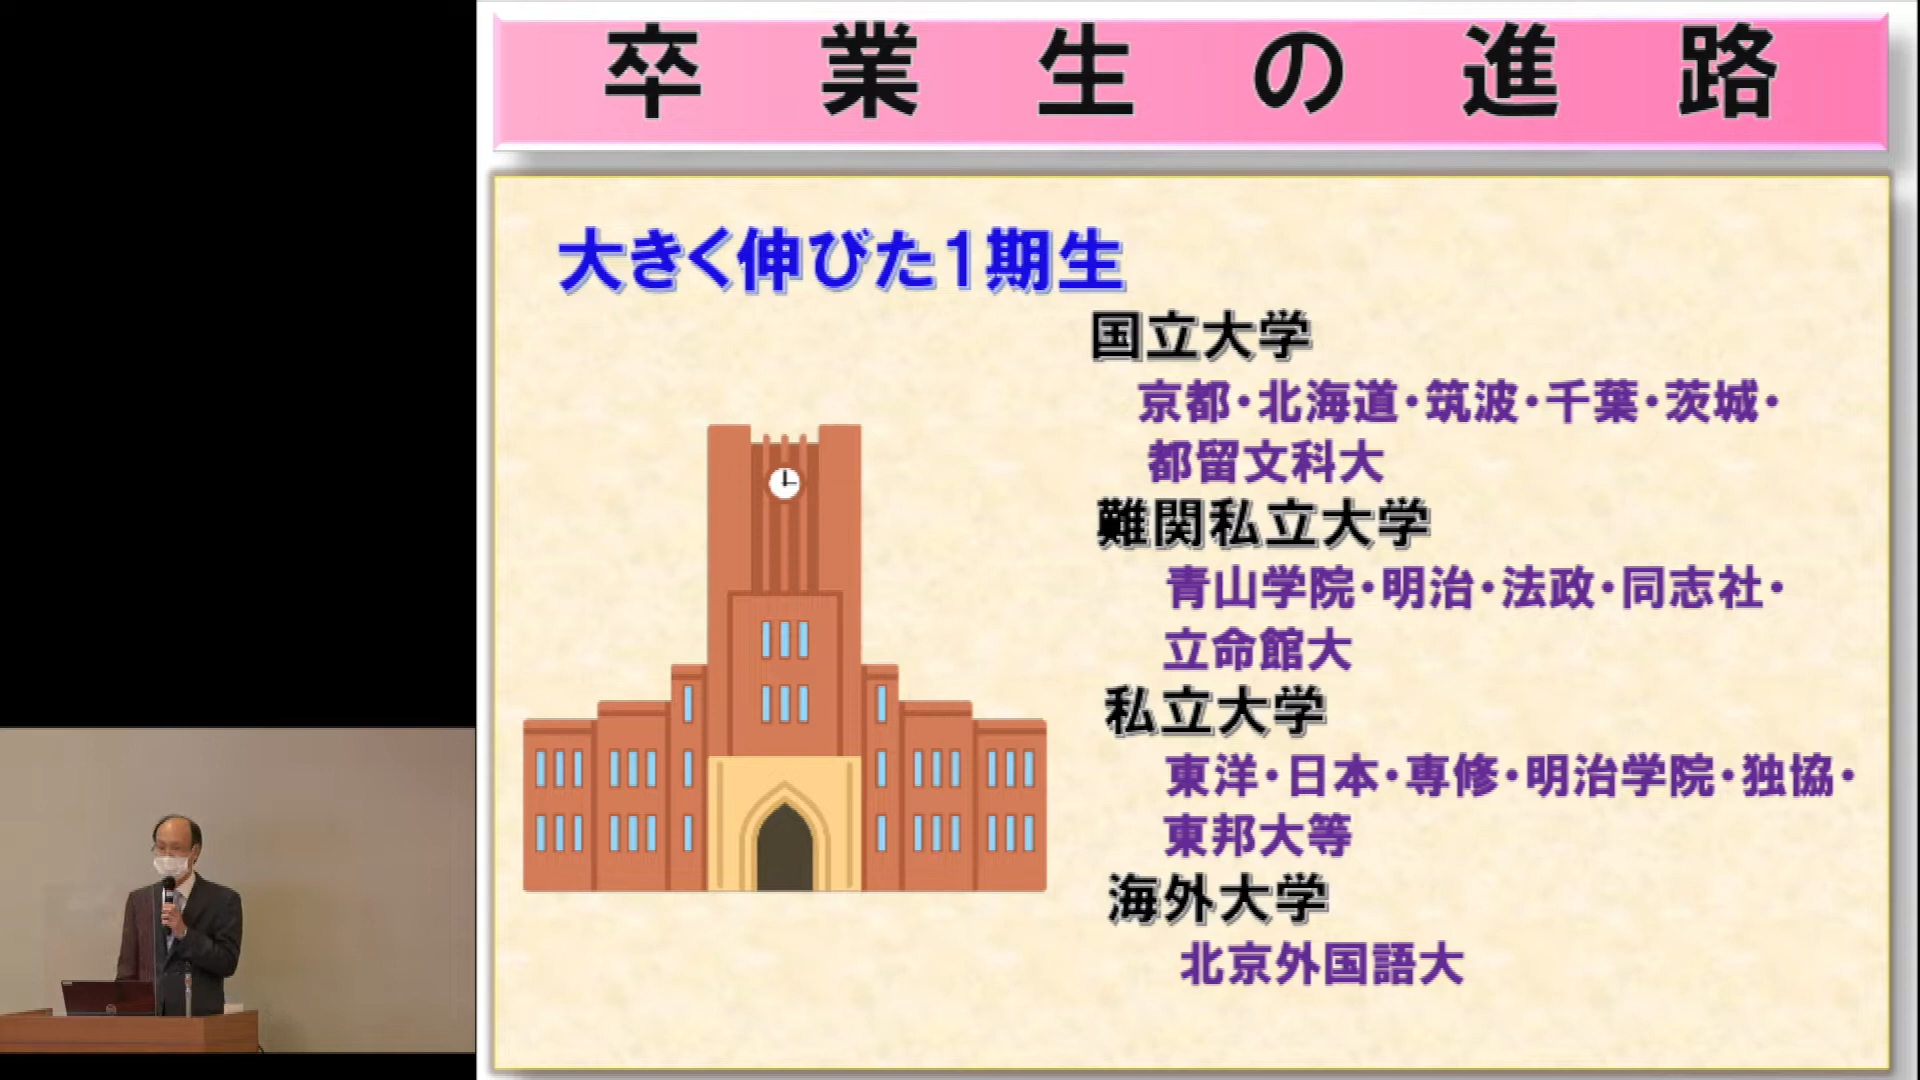 卒業生の進路
大きく伸びた1期生
国立大学
京都・北海道・筑波・千葉・茨城・
都留文科大
難関私立大学
青山学院・明治・法政・同志社・
立命館大
私立大学
東洋・日本・専修・明治学院・独協・
東邦大等
海外大学
北京外国語大